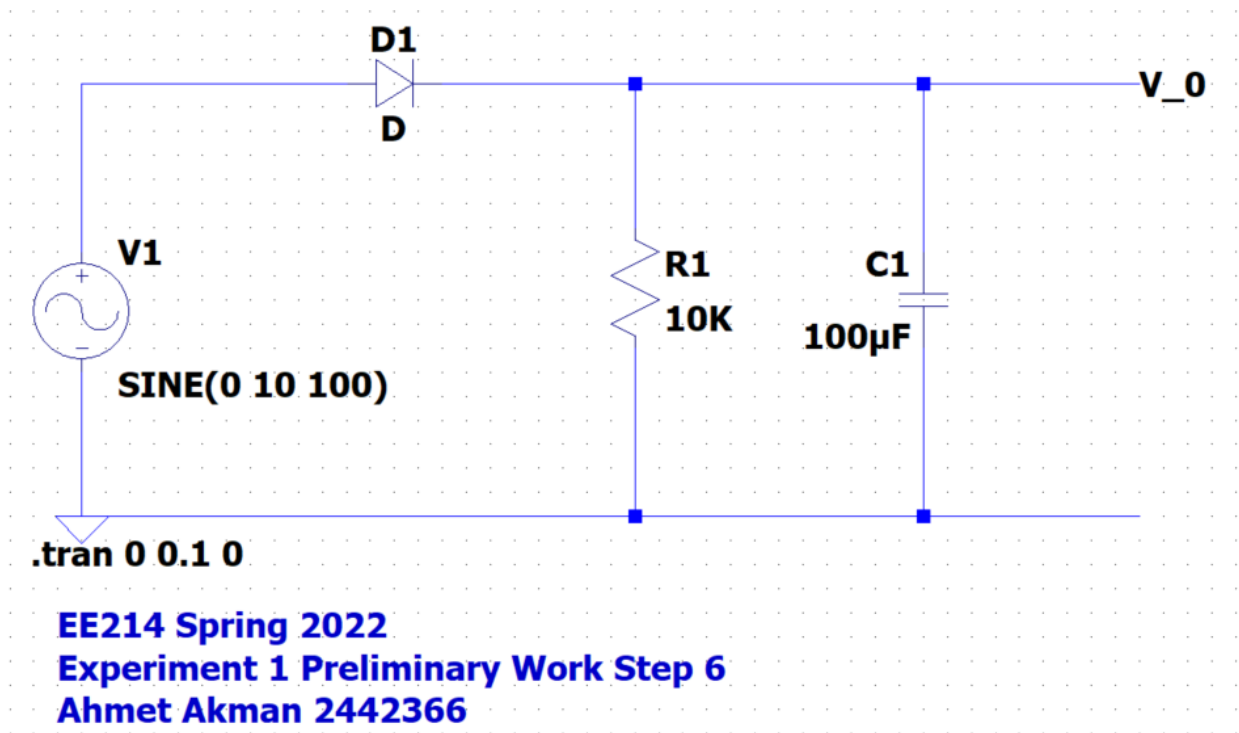 D1
V_0
D
V1
R1
C1
10K
100µF
SINE(0 10 100)
.tran 0 0.1 0
EE214 Spring 2022
Experiment 1 Preliminary Work Step 6
Ahmet Akman 2442366